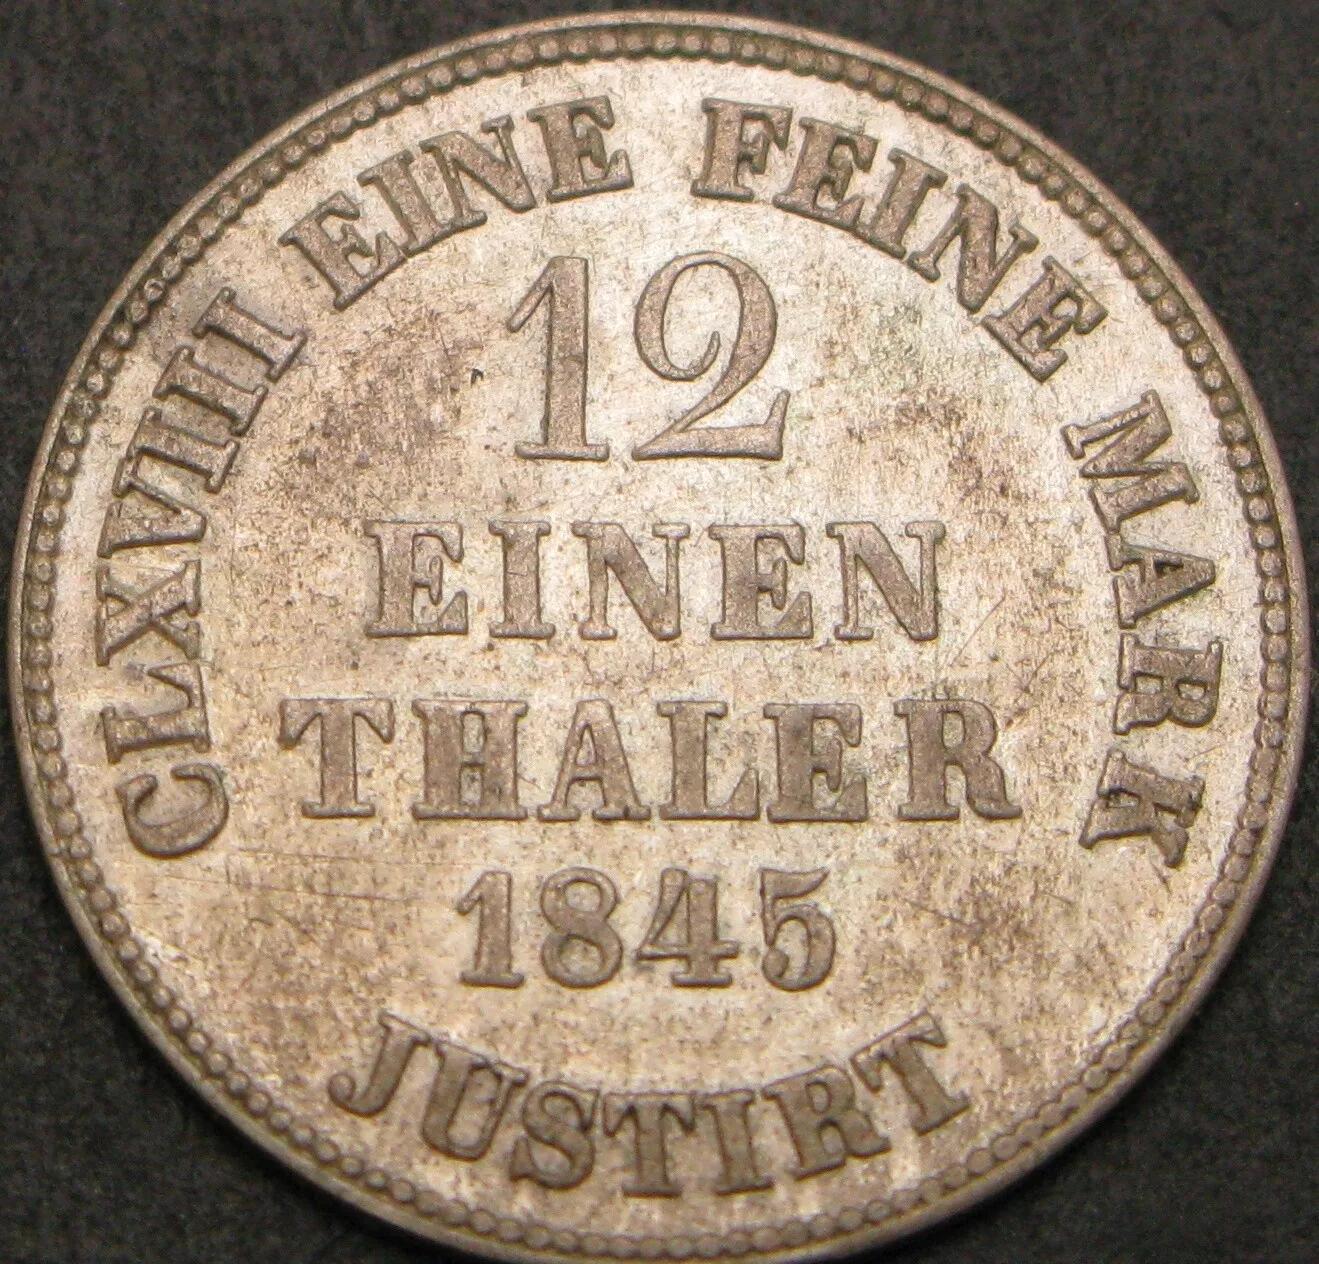 CLXVIII EINE FEINE MARK
12
EINEN
THALER
1845
JUSTIRT